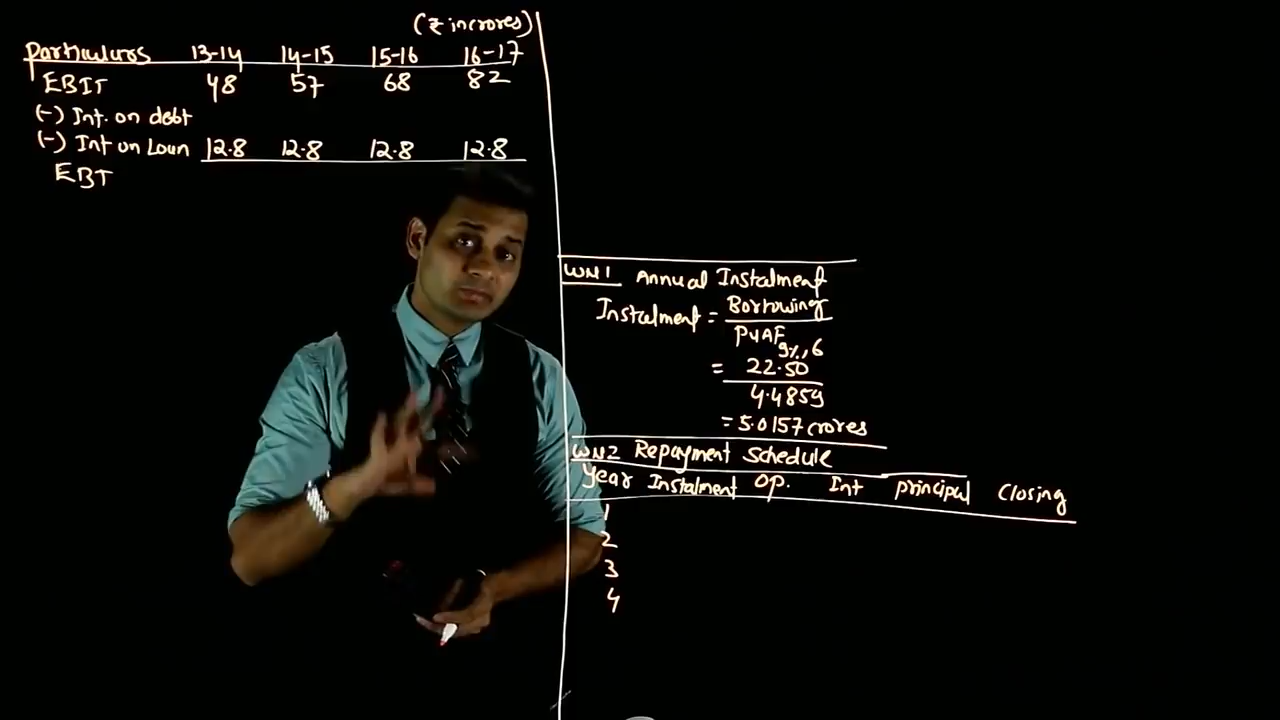 (₹ in crores)
Particulars 13-14 14-15 15-16 16-17
EBIT 48 57 68 82
(-) Int. on debt
(-) Int on Loan 12.8 12.8 12.8 12.8
EBT
WN1 Annual Instalment
Instalment = Borrowing
PVAF 9%, 6
= 22.50
4.4859
= 5.0157 crores
WN2 Repayment Schedule
Year Instalment Op. Int principal Closing
1
2
3
4